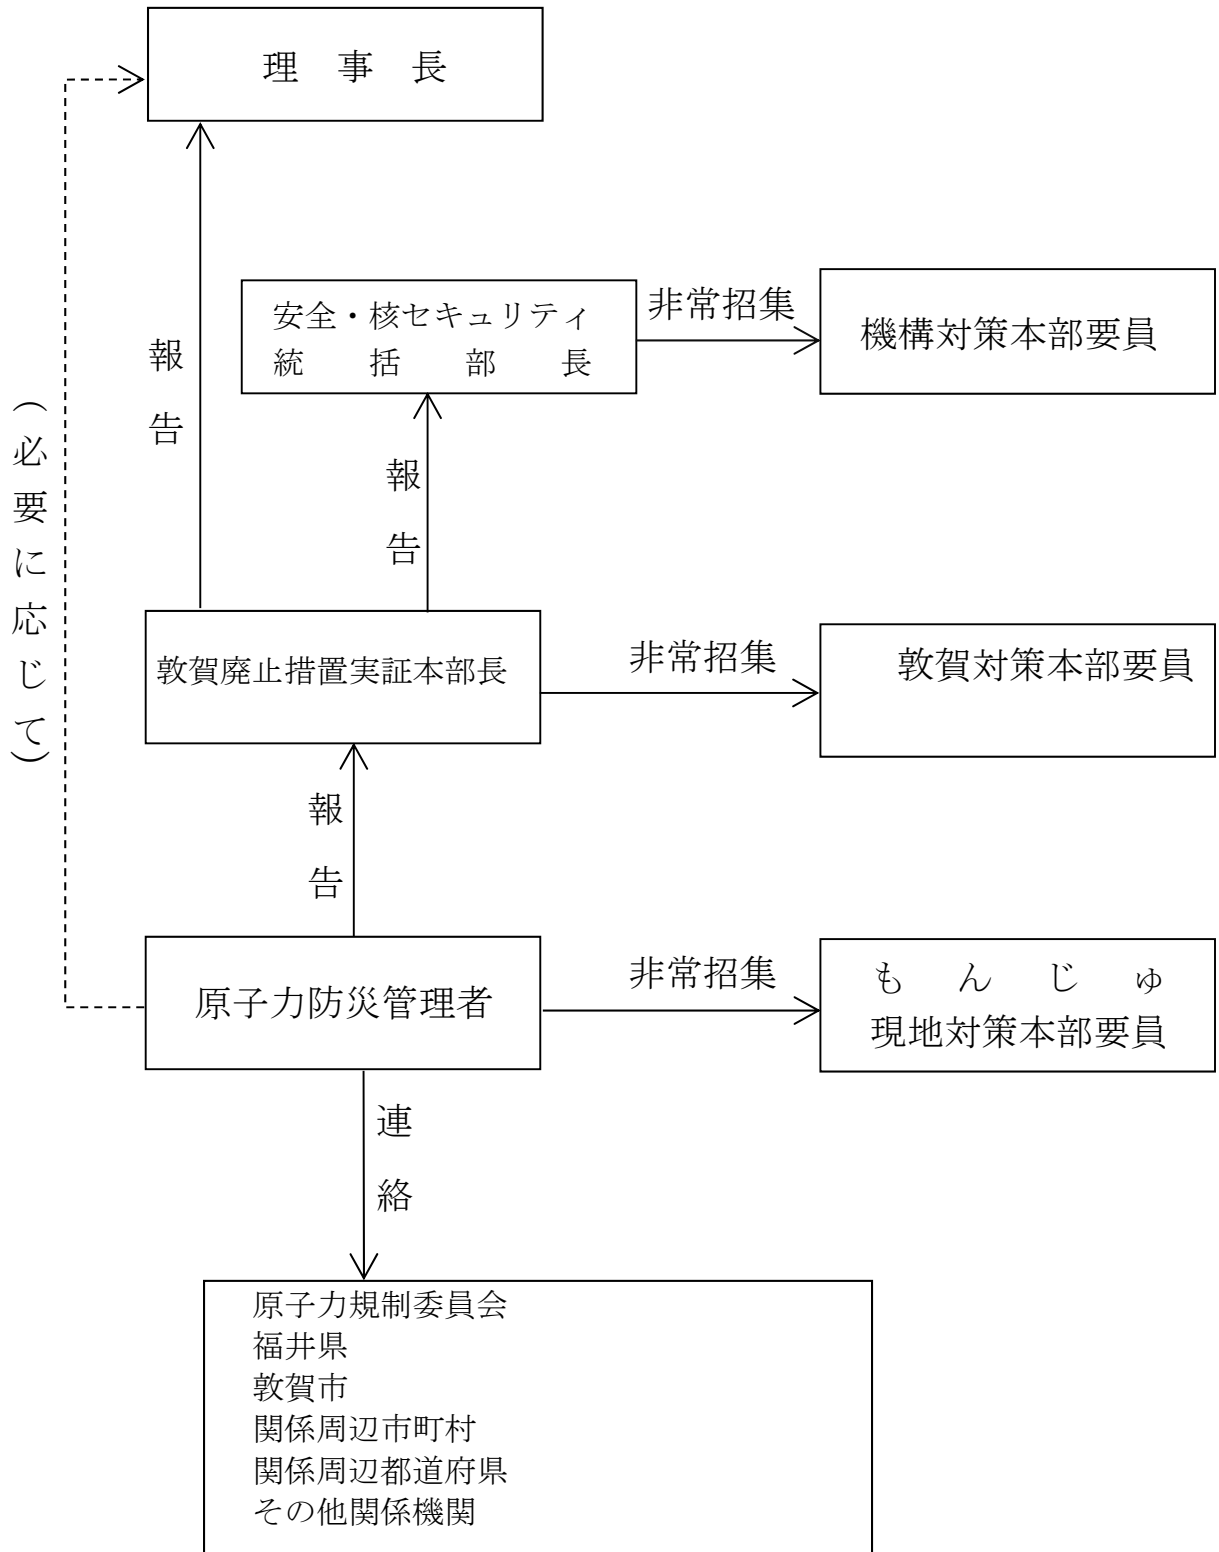 理　事　長
報
告
安全・核セキュリティ
統　括　部　長
非常招集
機構対策本部要員
（必要に応じて）
報
告
敦賀廃止措置実証本部長
非常招集
敦賀対策本部要員
報
告
原子力防災管理者
非常招集
も　ん　じ　ゅ
現地対策本部要員
連
絡
原子力規制委員会
福井県
敦賀市
関係周辺市町村
関係周辺都道府県
その他関係機関